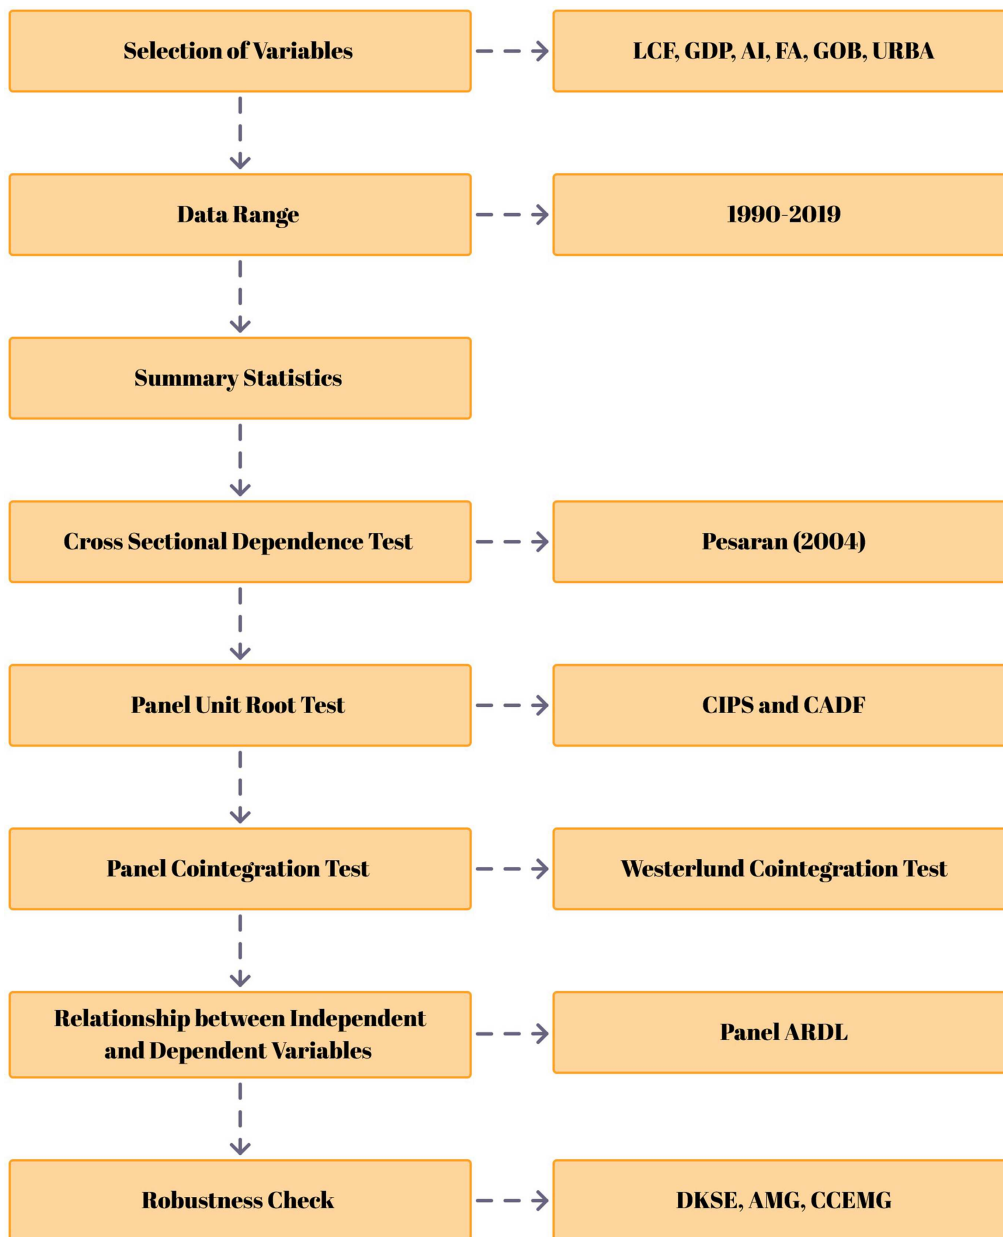 Selection of Variables
LCF, GDP, AI, FA, GOB, URBA
Data Range
1990-2019
Summary Statistics
Cross Sectional Dependence Test
Pesaran (2004)
Panel Unit Root Test
CIPS and CADF
Panel Cointegration Test
Westerlund Cointegration Test
Relationship between Independent
and Dependent Variables
Panel ARDL
Robustness Check
DKSE, AMG, CCEMG